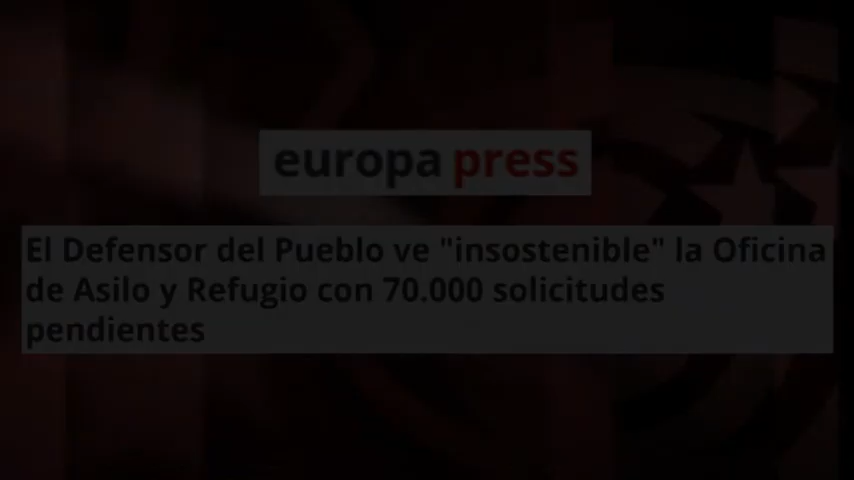 europa press
El Defensor del Pueblo ve "insostenible" la Oficina
de Asilo y Refugio con 70.000 solicitudes
pendientes